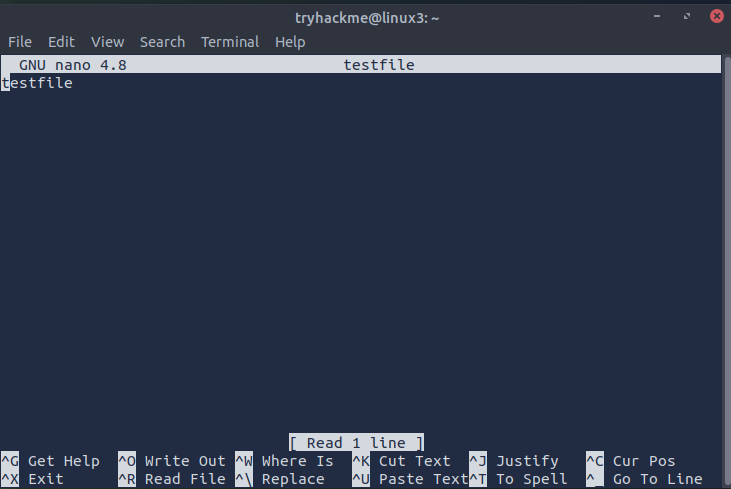 tryhackme@linux3: ~
File Edit View Search Terminal Help
GNU nano 4.8 testfile
testfile
[ Read 1 line ]
^G Get Help ^O Write Out ^W Where Is ^K Cut Text ^J Justify ^C Cur Pos
^X Exit ^R Read File ^\ Replace ^U Paste Text ^T To Spell ^_ Go To Line